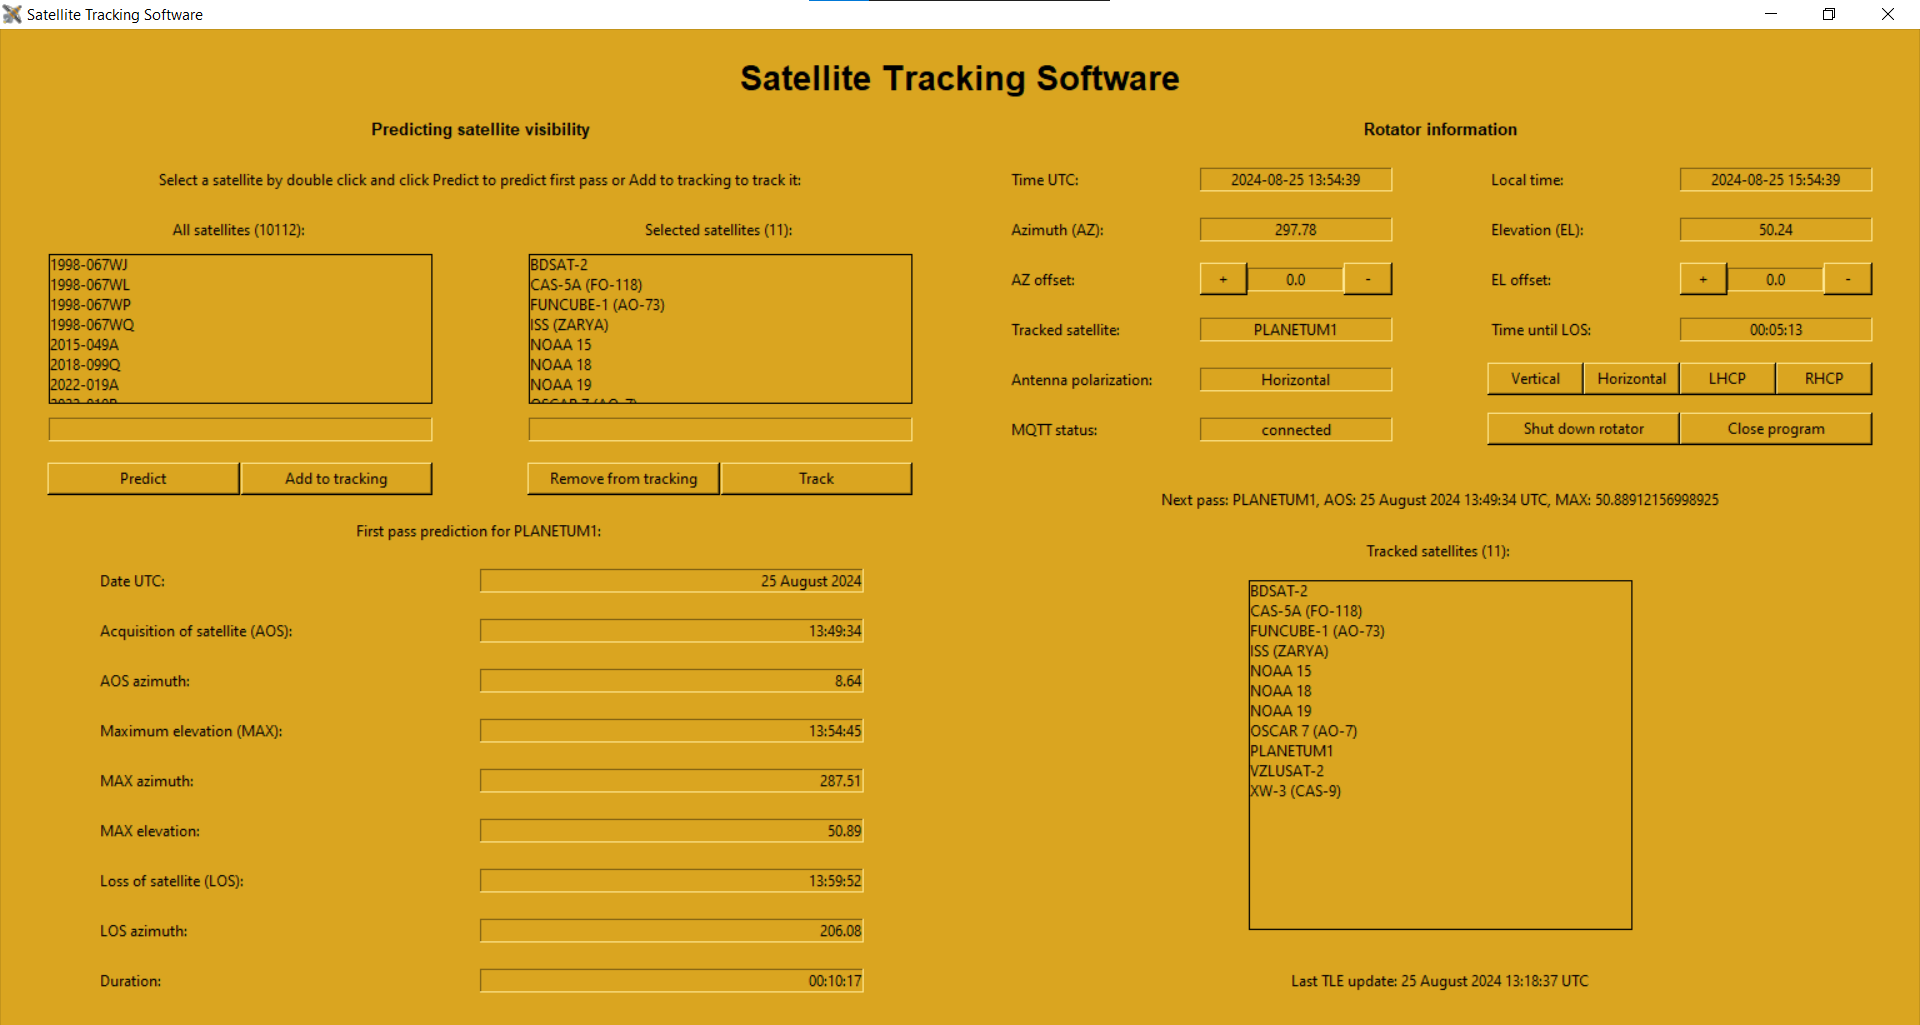 Satellite Tracking Software
Satellite Tracking Software
Predicting satellite visibility
Select a satellite by double click and click Predict to predict first pass or Add to tracking to track it:
All satellites (10112):
1998-067WJ
1998-067WL
1998-067WP
1998-067WQ
2015-049A
2018-099Q
2022-019A
Selected satellites (11):
BDSAT-2
CAS-5A (FO-118)
FUNCUBE-1 (AO-73)
ISS (ZARYA)
NOAA 15
NOAA 18
NOAA 19
OSCAR 7 (AO-7)
Predict Add to tracking
Remove from tracking Track
First pass prediction for PLANETUM1:
Date UTC: 25 August 2024
Acquisition of satellite (AOS): 13:49:34
AOS azimuth: 8.64
Maximum elevation (MAX): 13:54:45
MAX azimuth: 287.51
MAX elevation: 50.89
Loss of satellite (LOS): 13:59:52
LOS azimuth: 206.08
Duration: 00:10:17
Rotator information
Time UTC: 2024-08-25 13:54:39 Local time: 2024-08-25 15:54:39
Azimuth (AZ): 297.78 Elevation (EL): 50.24
AZ offset: + 0.0 - EL offset: + 0.0 -
Tracked satellite: PLANETUM1 Time until LOS: 00:05:13
Antenna polarization: Horizontal Vertical Horizontal LHCP RHCP
MQTT status: connected Shut down rotator Close program
Next pass: PLANETUM1, AOS: 25 August 2024 13:49:34 UTC, MAX: 50.88912156998925
Tracked satellites (11):
BDSAT-2
CAS-5A (FO-118)
FUNCUBE-1 (AO-73)
ISS (ZARYA)
NOAA 15
NOAA 18
NOAA 19
OSCAR 7 (AO-7)
PLANETUM1
VZLUSAT-2
XW-3 (CAS-9)
Last TLE update: 25 August 2024 13:18:37 UTC